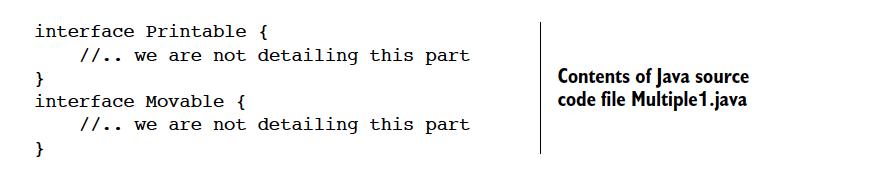 interface Printable {
    //.. we are not detailing this part
}
interface Movable {
    //.. we are not detailing this part
}
Contents of Java source
code file Multiple1.java